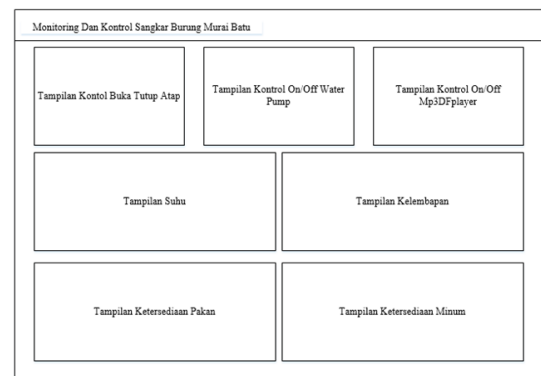 Monitoring Dan Kontrol Sangkar Burung Murai Batu
Tampilan Kontol Buka Tutup Atap
Tampilan Kontrol On/Off Water
Pump
Tampilan Kontrol On/Off
Mp3DFplayer
Tampilan Suhu
Tampilan Kelembapan
Tampilan Ketersediaan Pakan
Tampilan Ketersediaan Minum